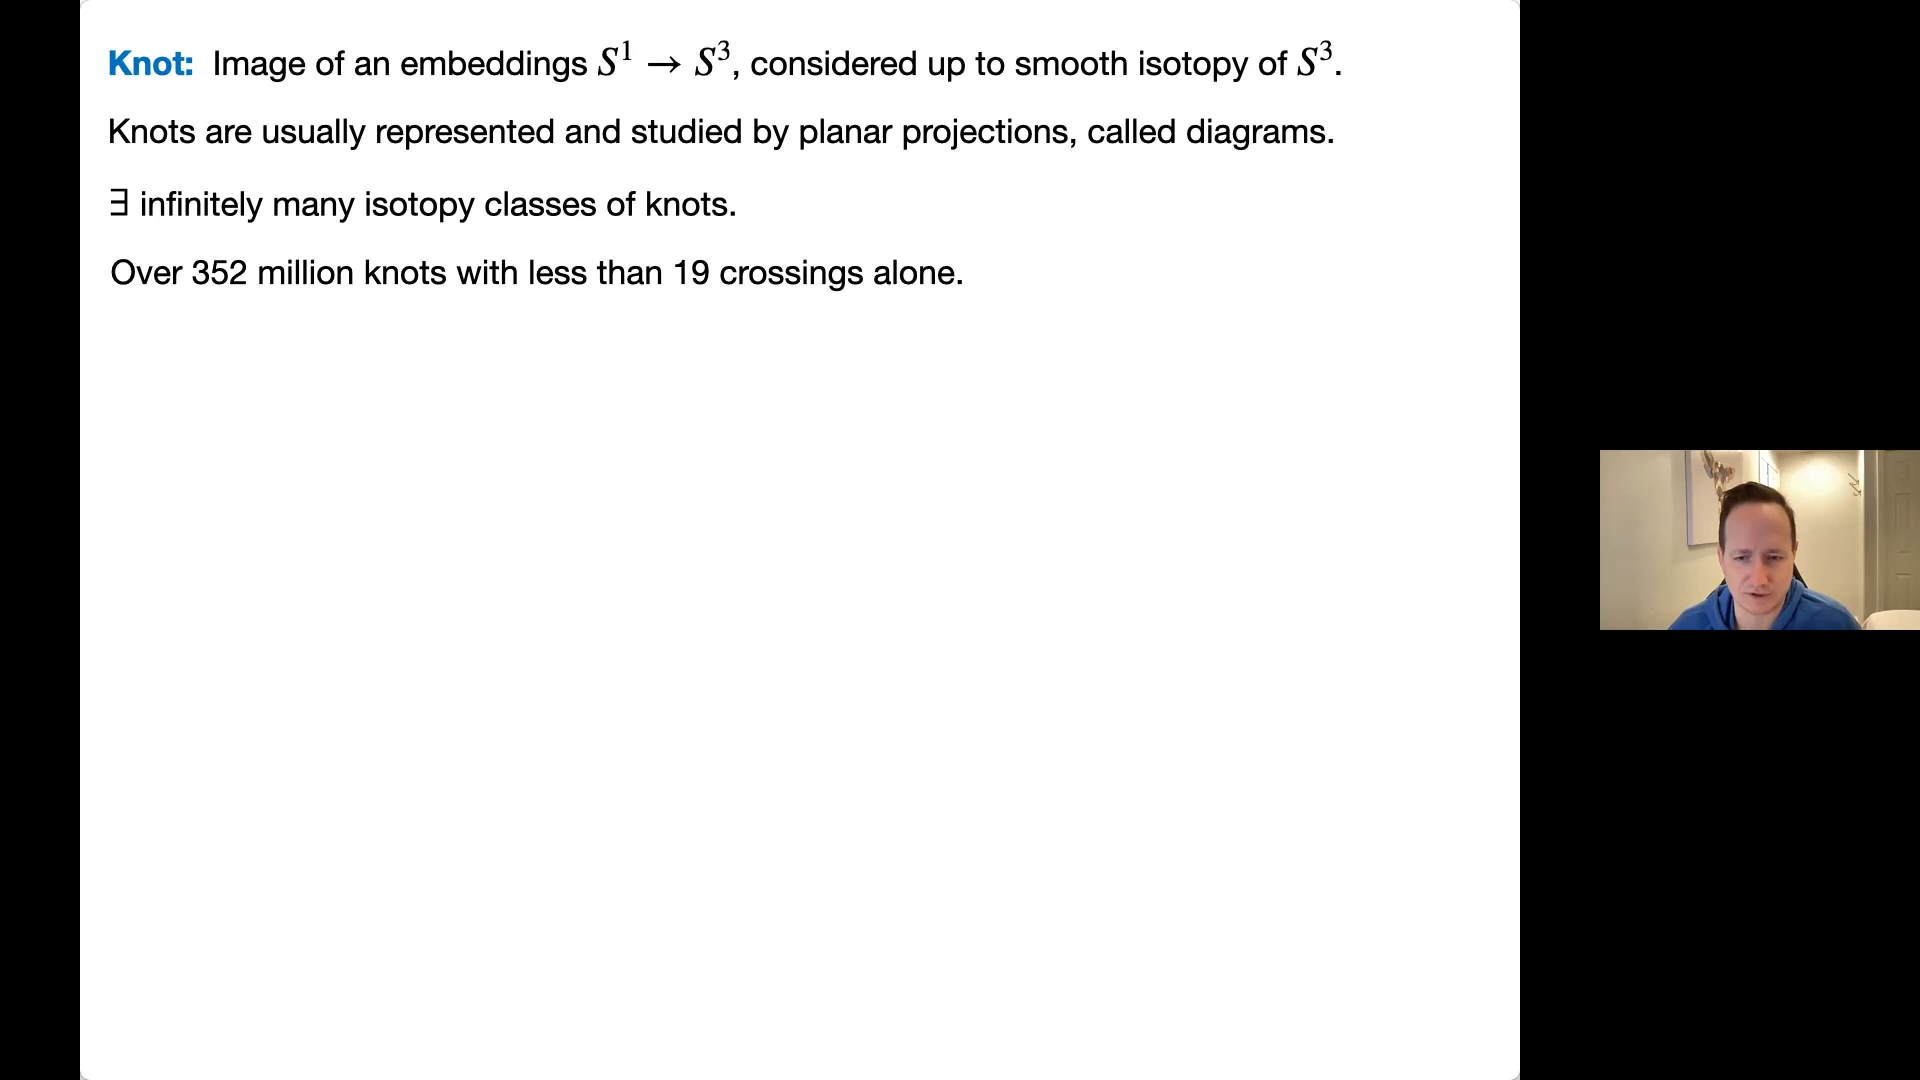 Knot: Image of an embeddings S¹ → S³, considered up to smooth isotopy of S³.
Knots are usually represented and studied by planar projections, called diagrams.
∃ infinitely many isotopy classes of knots.
Over 352 million knots with less than 19 crossings alone.